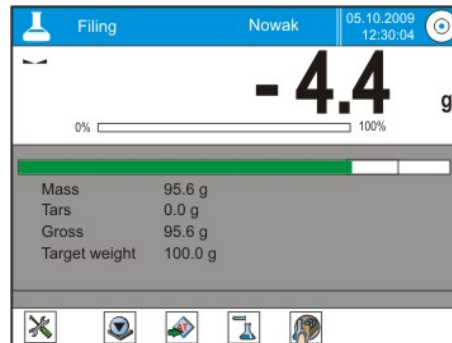 Filing Nowak 05.10.2009
12:30:04
- 4.4 g
0% 100%
Mass 95.6 g
Tars 0.0 g
Gross 95.6 g
Target weight 100.0 g